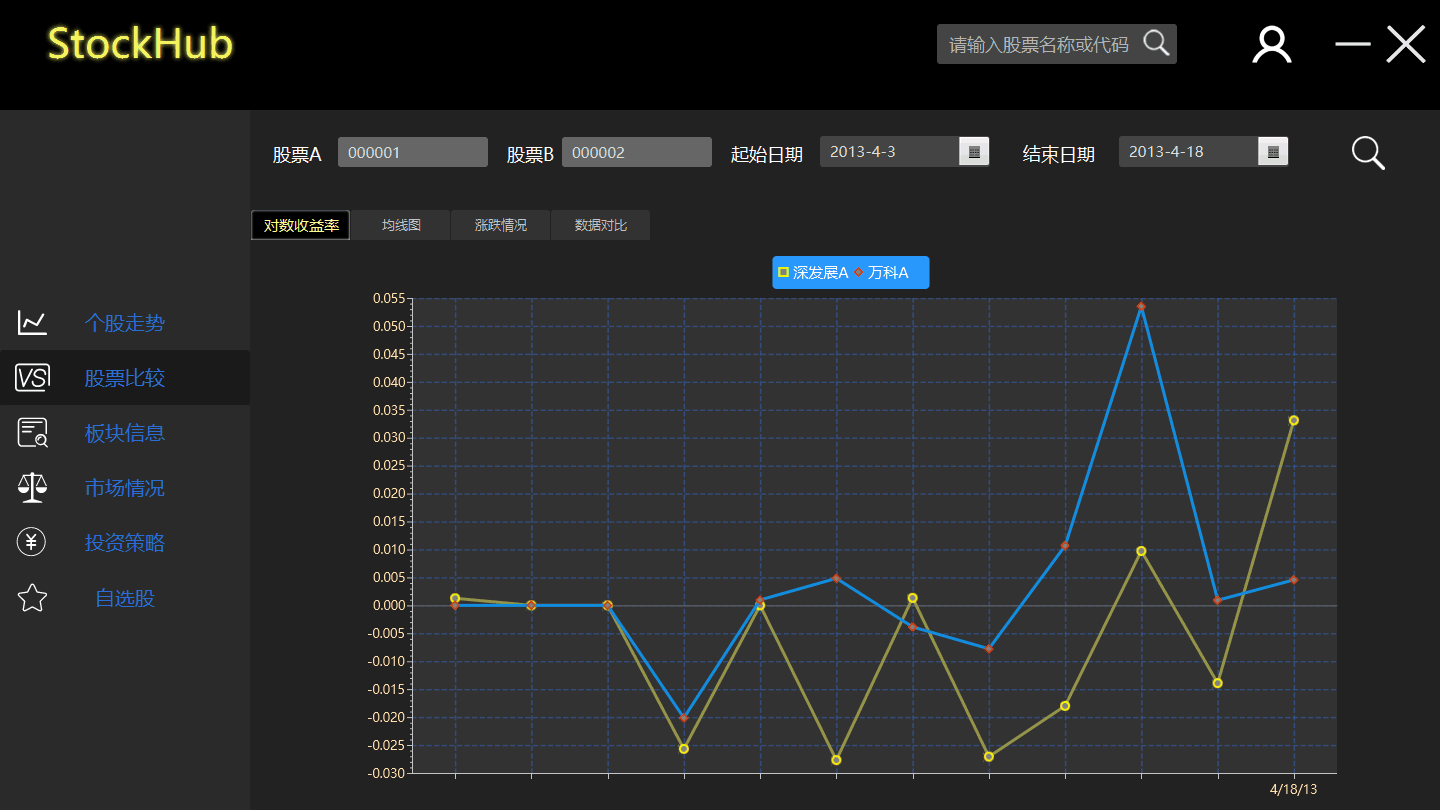 StockHub
请输入股票名称或代码
股票A 000001 股票B 000002 起始日期 2013-4-3 结束日期 2013-4-18
对数收益率 均线图 涨跌情况 数据对比
个股走势
VS 股票比较
板块信息
市场情况
¥ 投资策略
自选股
深发展A 万科A
0.055
0.050
0.045
0.040
0.035
0.030
0.025
0.020
0.015
0.010
0.005
0.000
-0.005
-0.010
-0.015
-0.020
-0.025
-0.030
4/18/13